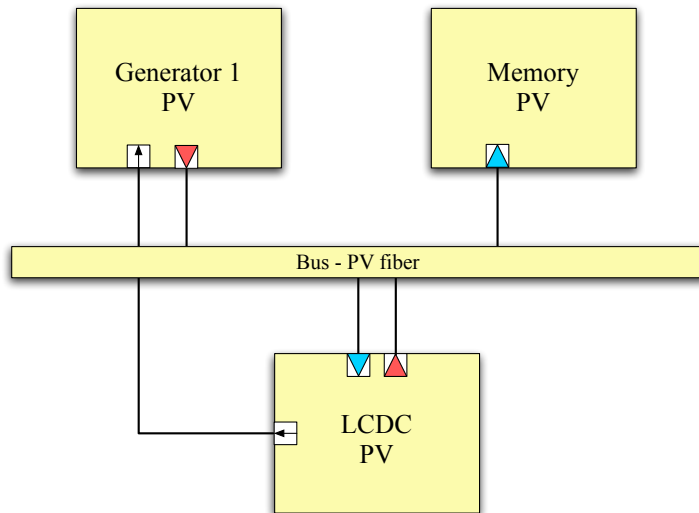 Generator 1
PV
Memory
PV
Bus - PV fiber
LCDC
PV